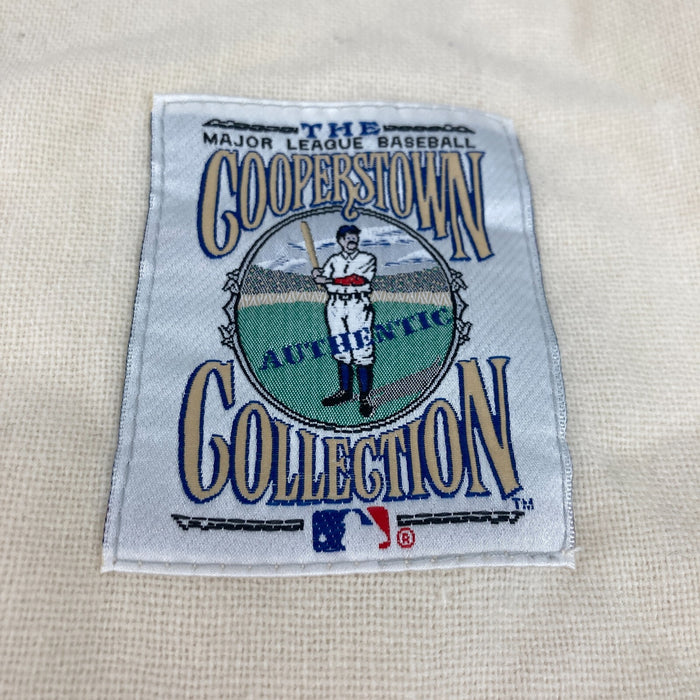 THE
MAJOR LEAGUE BASEBALL
COOPERSTOWN
AUTHENTIC
COLLECTION
TM
®